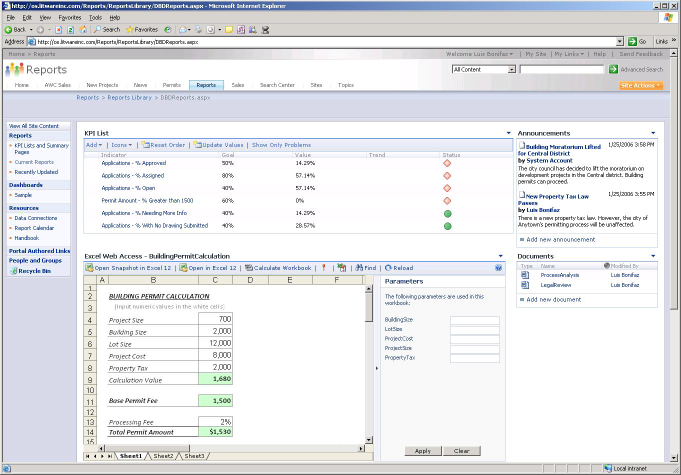 http://os.litwareinc.com/Reports/ReportsLibrary/DBDReports.aspx - Microsoft Internet Explorer
File Edit View Favorites Tools Help
Back Search Favorites
Address http://os.litwareinc.com/Reports/ReportsLibrary/DBDReports.aspx Go Links »
Home > Reports Welcome Luis Bonifaz | My Site | My Links | Help | Send Feedback
Reports All Content Advanced Search
Home AWC Sales New Projects News Permits Reports Sales Search Center Sites Topics Site Actions
Reports > Reports Library > DBDReports.aspx
View All Site Content
Reports
KPI Lists and Summary Pages
Current Reports
Recently Updated
Dashboards
Sample
Resources
Data Connections
Report Calendar
Handbook
Portal Authored Links
People and Groups
Recycle Bin
KPI List
Add | Icons | Reset Order | Update Values | Show Only Problems
Indicator Goal Value Trend Status
Applications - % Approved 50% 14.29%
Applications - % Assigned 80% 57.14%
Applications - % Open 40% 57.14%
Permit Amount - % Greater than 1500 60% 0%
Applications - % Needing More Info 40% 14.29%
Applications - % With No Drawing Submitted 40% 28.57%
Excel Web Access - BuildingPermitCalculation
Open Snapshot in Excel 12 | Open in Excel 12 | Calculate Workbook | Find | Reload
A B C D E F
1
2 BUILDING PERMIT CALCULATION
3 (Input numeric values in the white cells)
4 Project Size 700
5 Building Size 2,000
6 Lot Size 12,000
7 Project Cost 8,000
8 Property Tax 2,000
9 Calculation Value 1,680
10
11 Base Permit Fee 1,500
12
13 Processing Fee 2%
14 Total Permit Amount $1,530
15
Sheet1 Sheet2 Sheet3
Parameters
The following parameters are used in this
workbook:
BuildingSize
LotSize
ProjectCost
ProjectSize
PropertyTax
Apply Clear
Announcements
Building Moratorium Lifted 1/25/2006 3:58 PM
for Central District
by System Account
The city council has decided to lift the moratorium on
development projects in the Central district. Building
permits can proceed.
New Property Tax Law 1/25/2006 3:55 PM
Passes
by Luis Bonifaz
There is a new property tax law. However, the city of
Anytown's permitting process will be unaffected.
Add new announcement
Documents
Type Name Modified By
ProcessAnalysis Luis Bonifaz
LegalReview Luis Bonifaz
Add new document
Local intranet